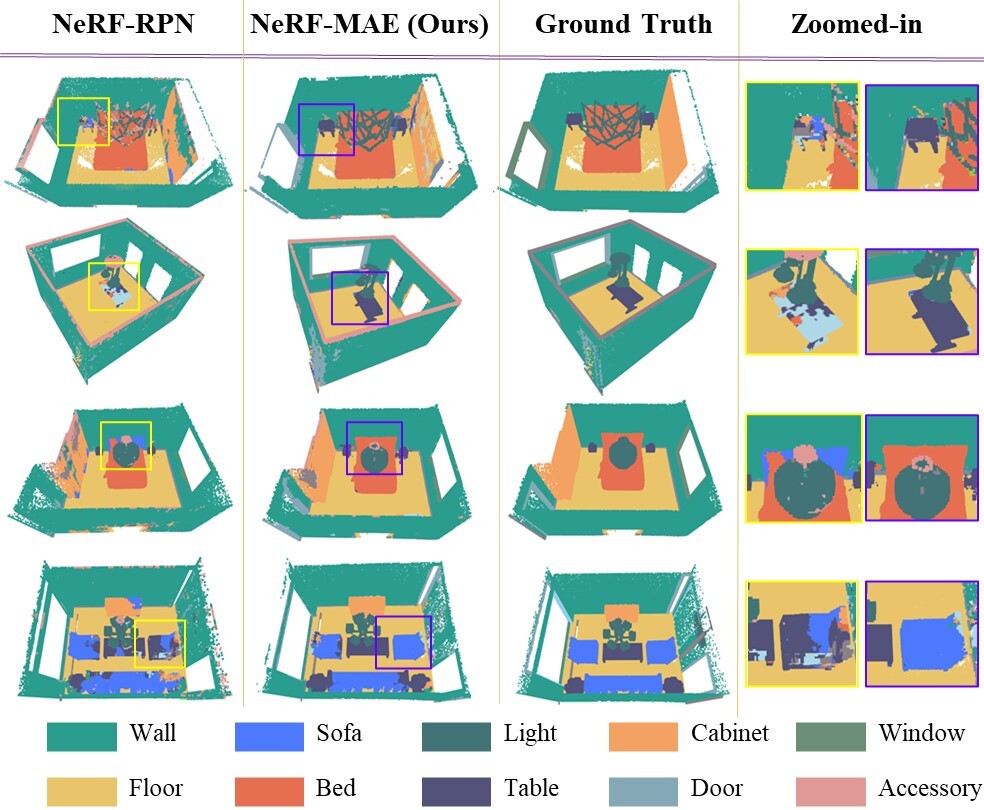 NeRF-RPN NeRF-MAE (Ours) Ground Truth Zoomed-in
Wall Sofa Light Cabinet Window
Floor Bed Table Door Accessory